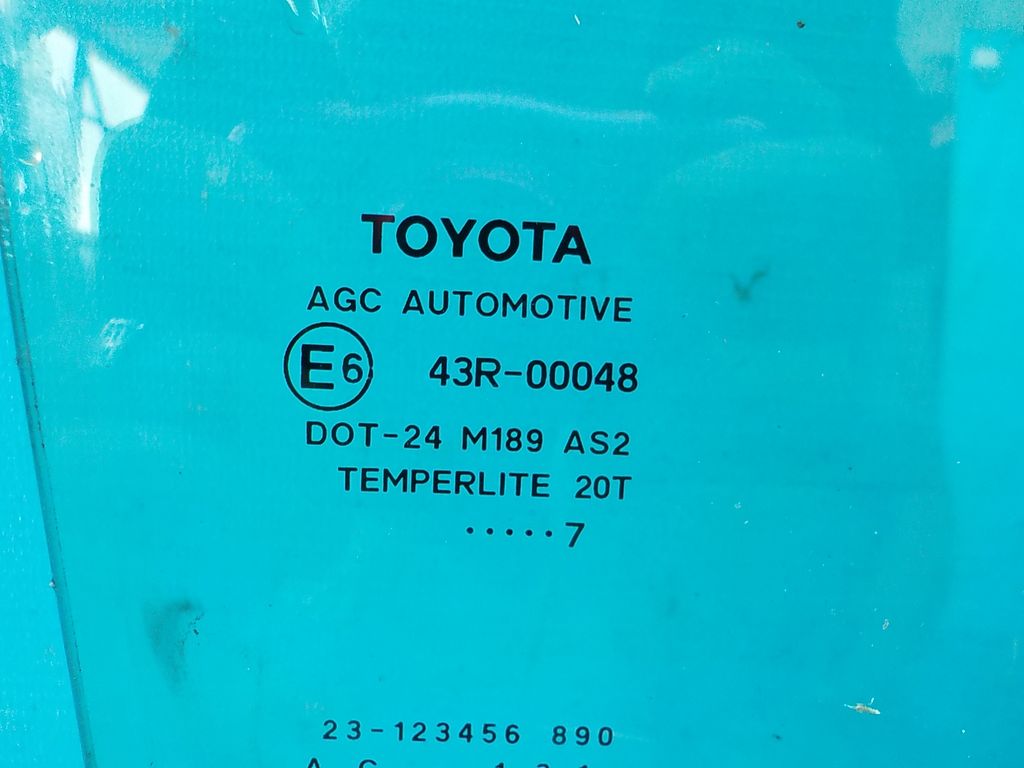 TOYOTA
AGC AUTOMOTIVE
E6 43R-00048
DOT-24 M189 AS2
TEMPERLITE 20T
.....7
23-123456 890